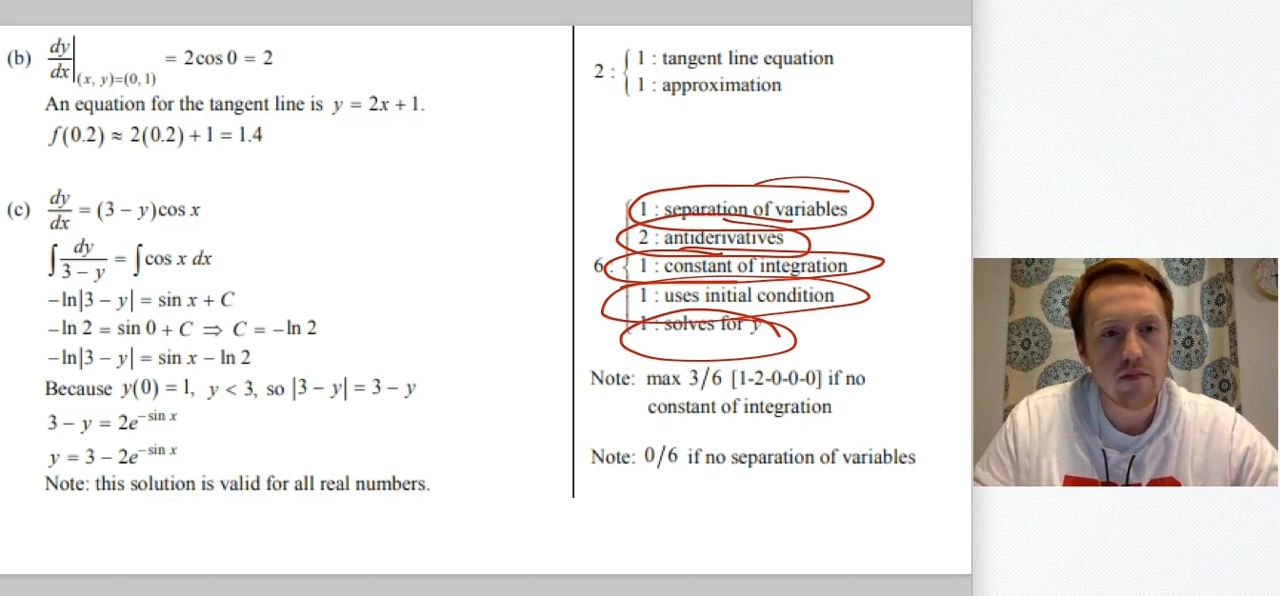 (b) dy/dx|(x, y)=(0, 1) = 2cos 0 = 2
An equation for the tangent line is y = 2x + 1.
f(0.2) ≈ 2(0.2) + 1 = 1.4
(c) dy/dx = (3 − y)cos x
∫ dy/(3 − y) = ∫ cos x dx
−ln|3 − y| = sin x + C
−ln 2 = sin 0 + C ⇒ C = −ln 2
−ln|3 − y| = sin x − ln 2
Because y(0) = 1, y < 3, so |3 − y| = 3 − y
3 − y = 2e^(−sin x)
y = 3 − 2e^(−sin x)
Note: this solution is valid for all real numbers.
2 : { 1 : tangent line equation
1 : approximation
6 : { 1 : separation of variables
2 : antiderivatives
1 : constant of integration
1 : uses initial condition
1 : solves for y
Note: max 3/6 [1-2-0-0-0] if no
constant of integration
Note: 0/6 if no separation of variables